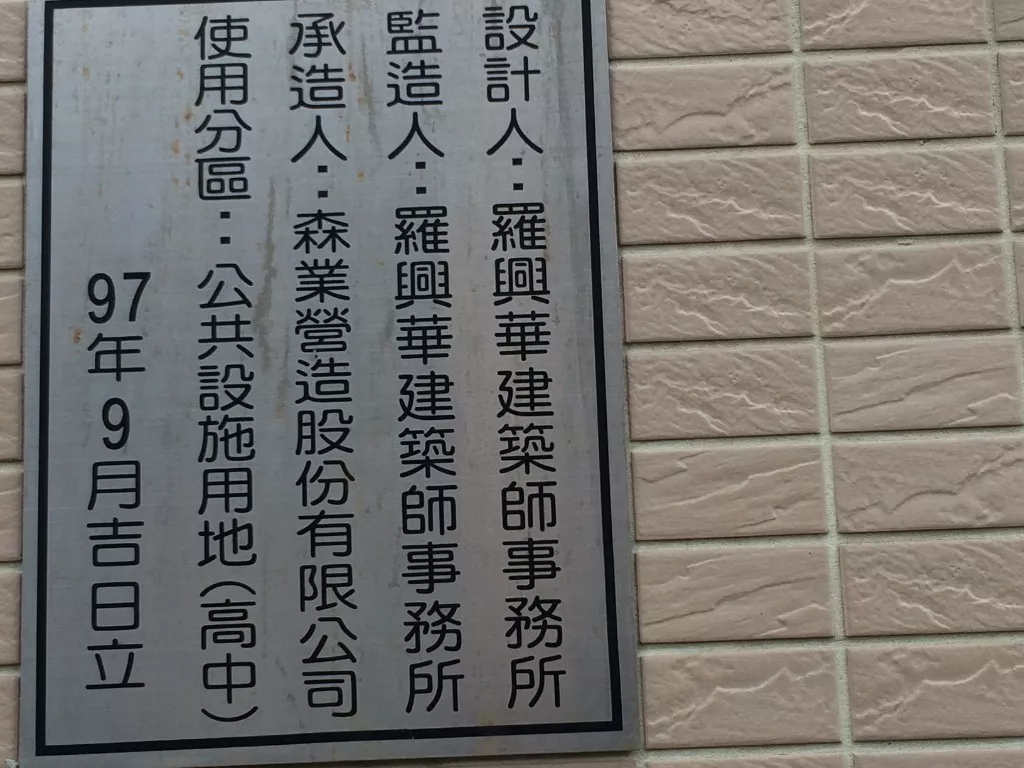 設計人：羅興華建築師事務所
監造人：羅興華建築師事務所
承造人：森業營造股份有限公司
使用分區：公共設施用地(高中)
97年9月吉日立